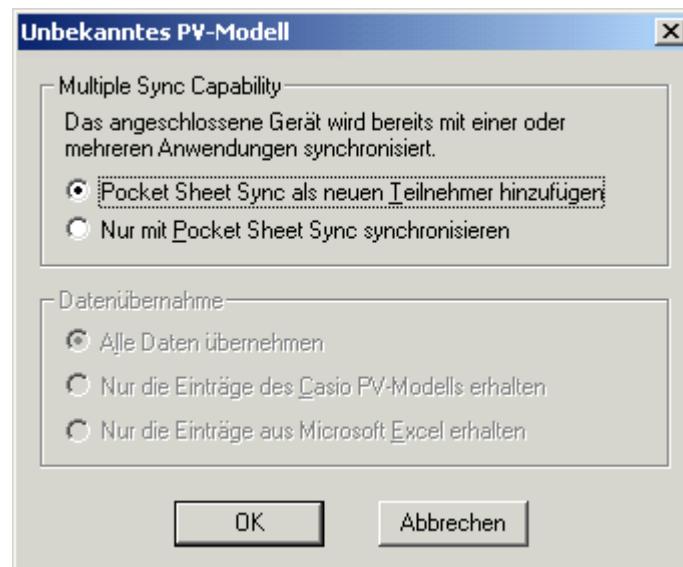 Unbekanntes PV-Modell
Multiple Sync Capability
Das angeschlossene Gerät wird bereits mit einer oder
mehreren Anwendungen synchronisiert.
Pocket Sheet Sync als neuen Teilnehmer hinzufügen
Nur mit Pocket Sheet Sync synchronisieren
Datenübernahme
Alle Daten übernehmen
Nur die Einträge des Casio PV-Modells erhalten
Nur die Einträge aus Microsoft Excel erhalten
OK
Abbrechen